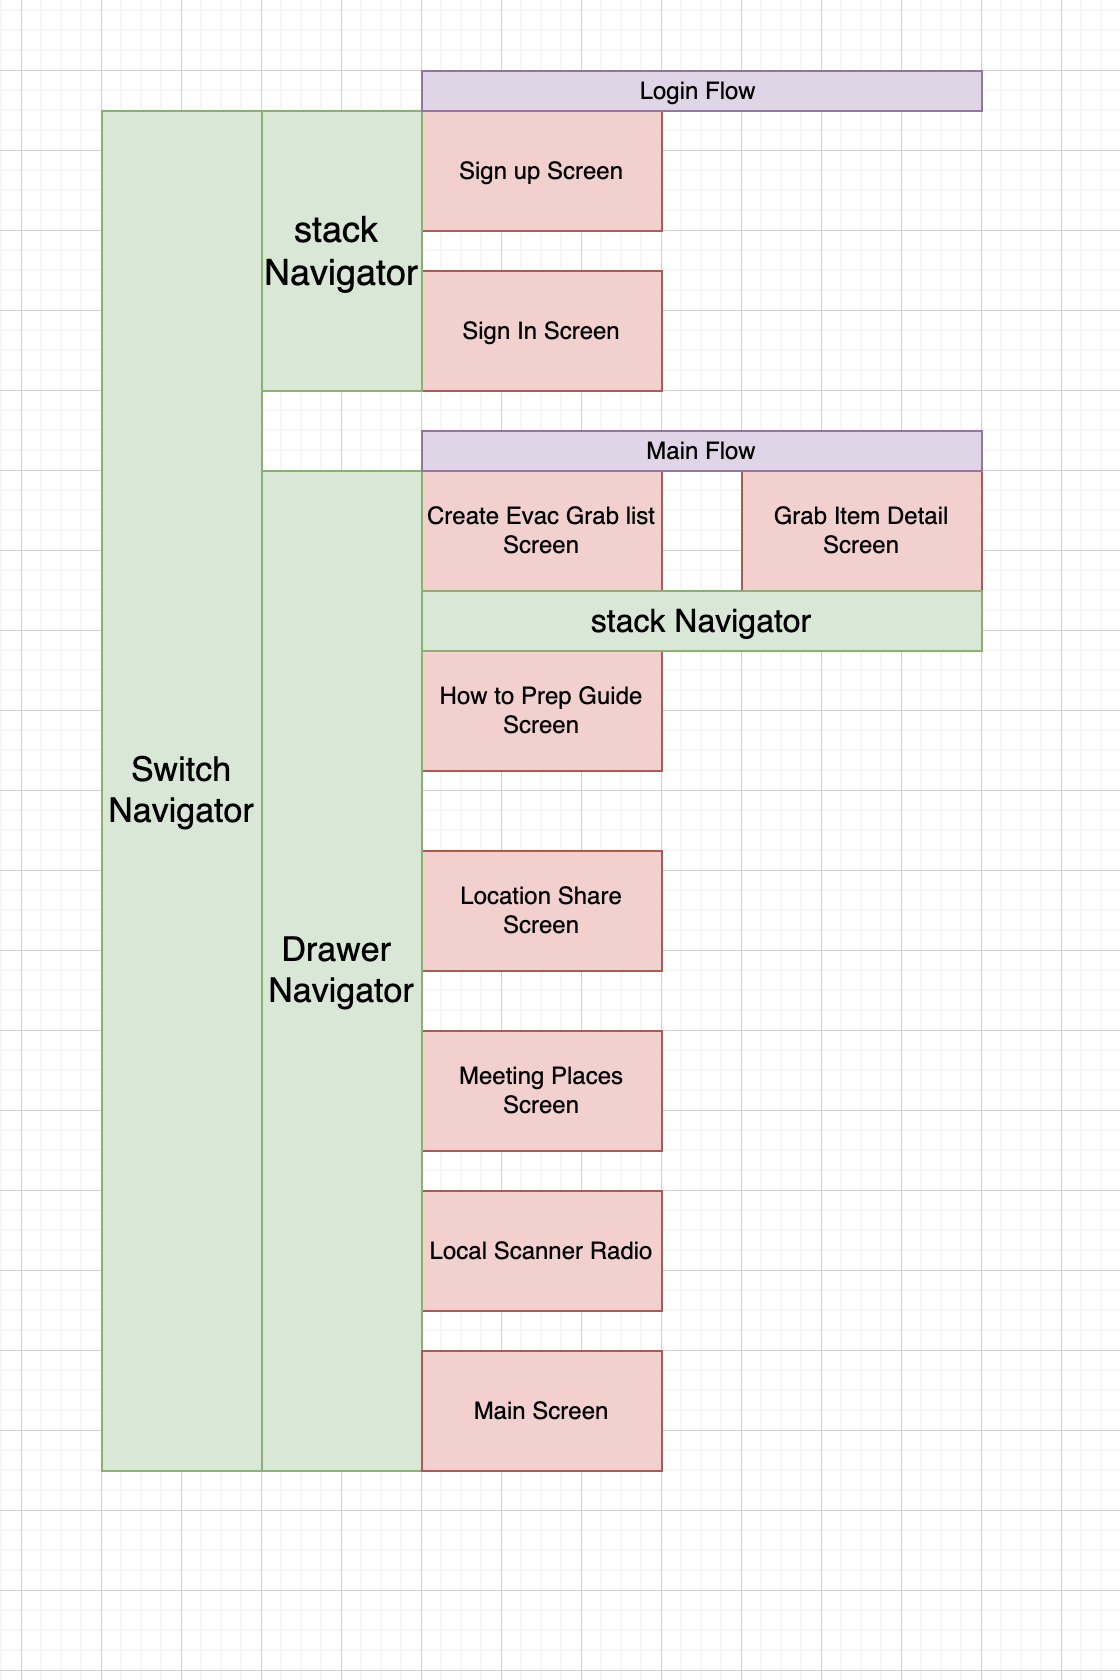 Login Flow
Sign up Screen
stack
Navigator
Sign In Screen
Main Flow
Create Evac Grab list
Screen
Grab Item Detail
Screen
stack Navigator
How to Prep Guide
Screen
Switch
Navigator
Location Share
Screen
Drawer
Navigator
Meeting Places
Screen
Local Scanner Radio
Main Screen